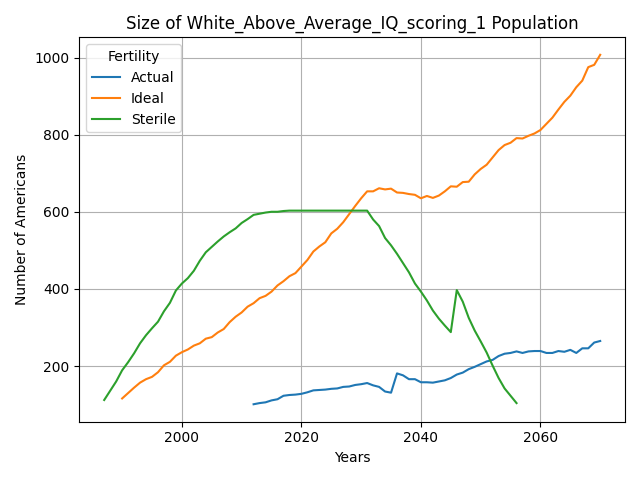 Size of White_Above_Average_IQ_scoring_1 Population
Fertility
Actual
Ideal
Sterile
Number of Americans
1000
800
600
400
200
2000
2020
2040
2060
Years